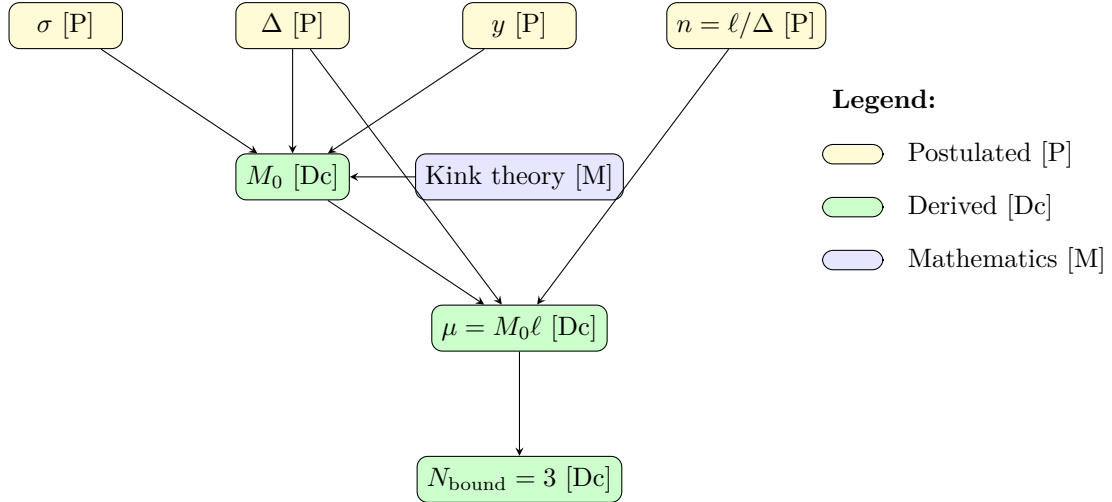 σ [P]
Δ [P]
y [P]
n = ℓ/Δ [P]
Legend:
Postulated [P]
M₀ [Dc]
Kink theory [M]
Derived [Dc]
Mathematics [M]
μ = M₀ℓ [Dc]
N_bound = 3 [Dc]